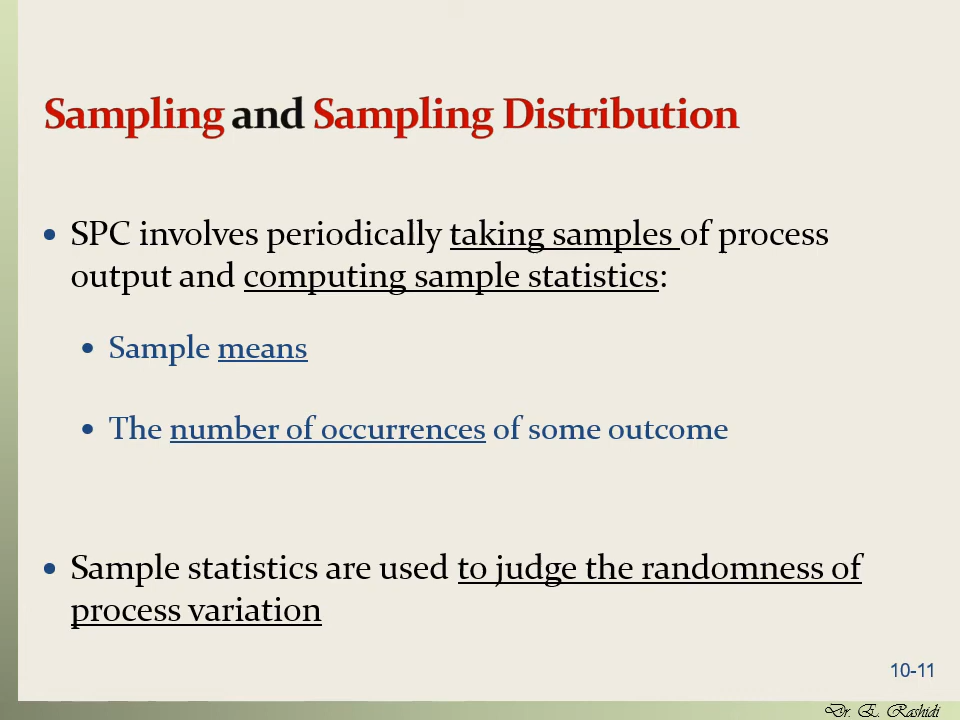 Sampling and Sampling Distribution
SPC involves periodically taking samples of process
output and computing sample statistics:
Sample means
The number of occurrences of some outcome
Sample statistics are used to judge the randomness of
process variation
10-11
Dr. E. Rashidi